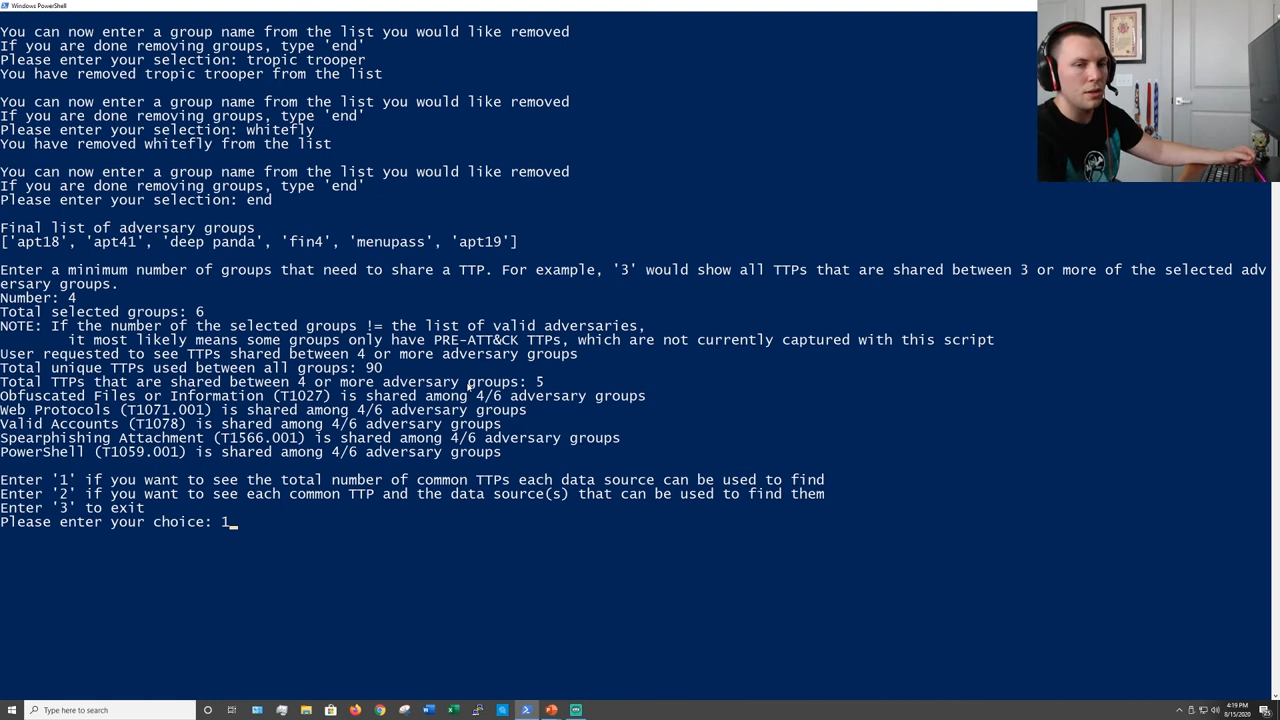 Windows PowerShell
You can now enter a group name from the list you would like removed
If you are done removing groups, type 'end'
Please enter your selection: tropic trooper
You have removed tropic trooper from the list
You can now enter a group name from the list you would like removed
If you are done removing groups, type 'end'
Please enter your selection: whitefly
You have removed whitefly from the list
You can now enter a group name from the list you would like removed
If you are done removing groups, type 'end'
Please enter your selection: end
Final list of adversary groups
['apt18', 'apt41', 'deep panda', 'fin4', 'menupass', 'apt19']
Enter a minimum number of groups that need to share a TTP. For example, '3' would show all TTPs that are shared between 3 or more of the selected adv
ersary groups.
Number: 4
Total selected groups: 6
NOTE: If the number of the selected groups != the list of valid adversaries,
it most likely means some groups only have PRE-ATT&CK TTPs, which are not currently captured with this script
User requested to see TTPs shared between 4 or more adversary groups
Total unique TTPs used between all groups: 90
Total TTPs that are shared between 4 or more adversary groups: 5
Obfuscated Files or Information (T1027) is shared among 4/6 adversary groups
Web Protocols (T1071.001) is shared among 4/6 adversary groups
Valid Accounts (T1078) is shared among 4/6 adversary groups
Spearphishing Attachment (T1566.001) is shared among 4/6 adversary groups
PowerShell (T1059.001) is shared among 4/6 adversary groups
Enter '1' if you want to see the total number of common TTPs each data source can be used to find
Enter '2' if you want to see each common TTP and the data source(s) that can be used to find them
Enter '3' to exit
Please enter your choice: 1
Type here to search
4:19 PM
8/15/2020